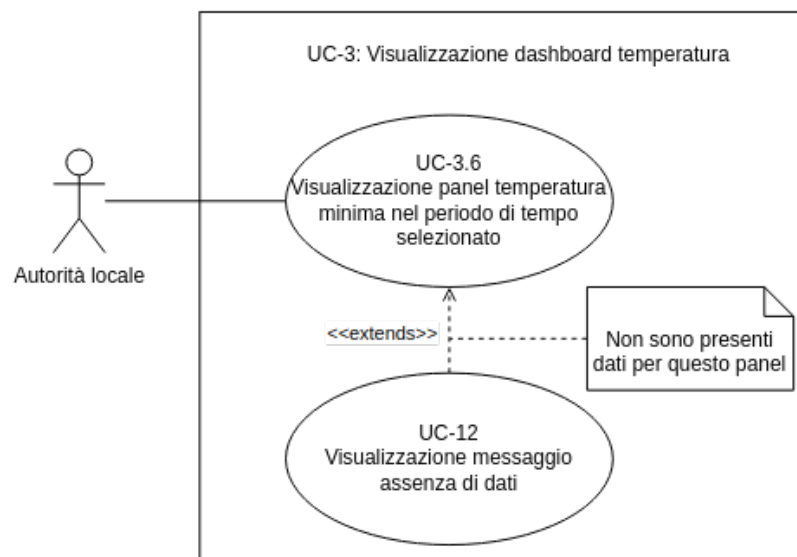 UC-3: Visualizzazione dashboard temperatura
UC-3.6
Visualizzazione panel temperatura
minima nel periodo di tempo
selezionato
Autorità locale
<<extends>>
Non sono presenti
dati per questo panel
UC-12
Visualizzazione messaggio
assenza di dati